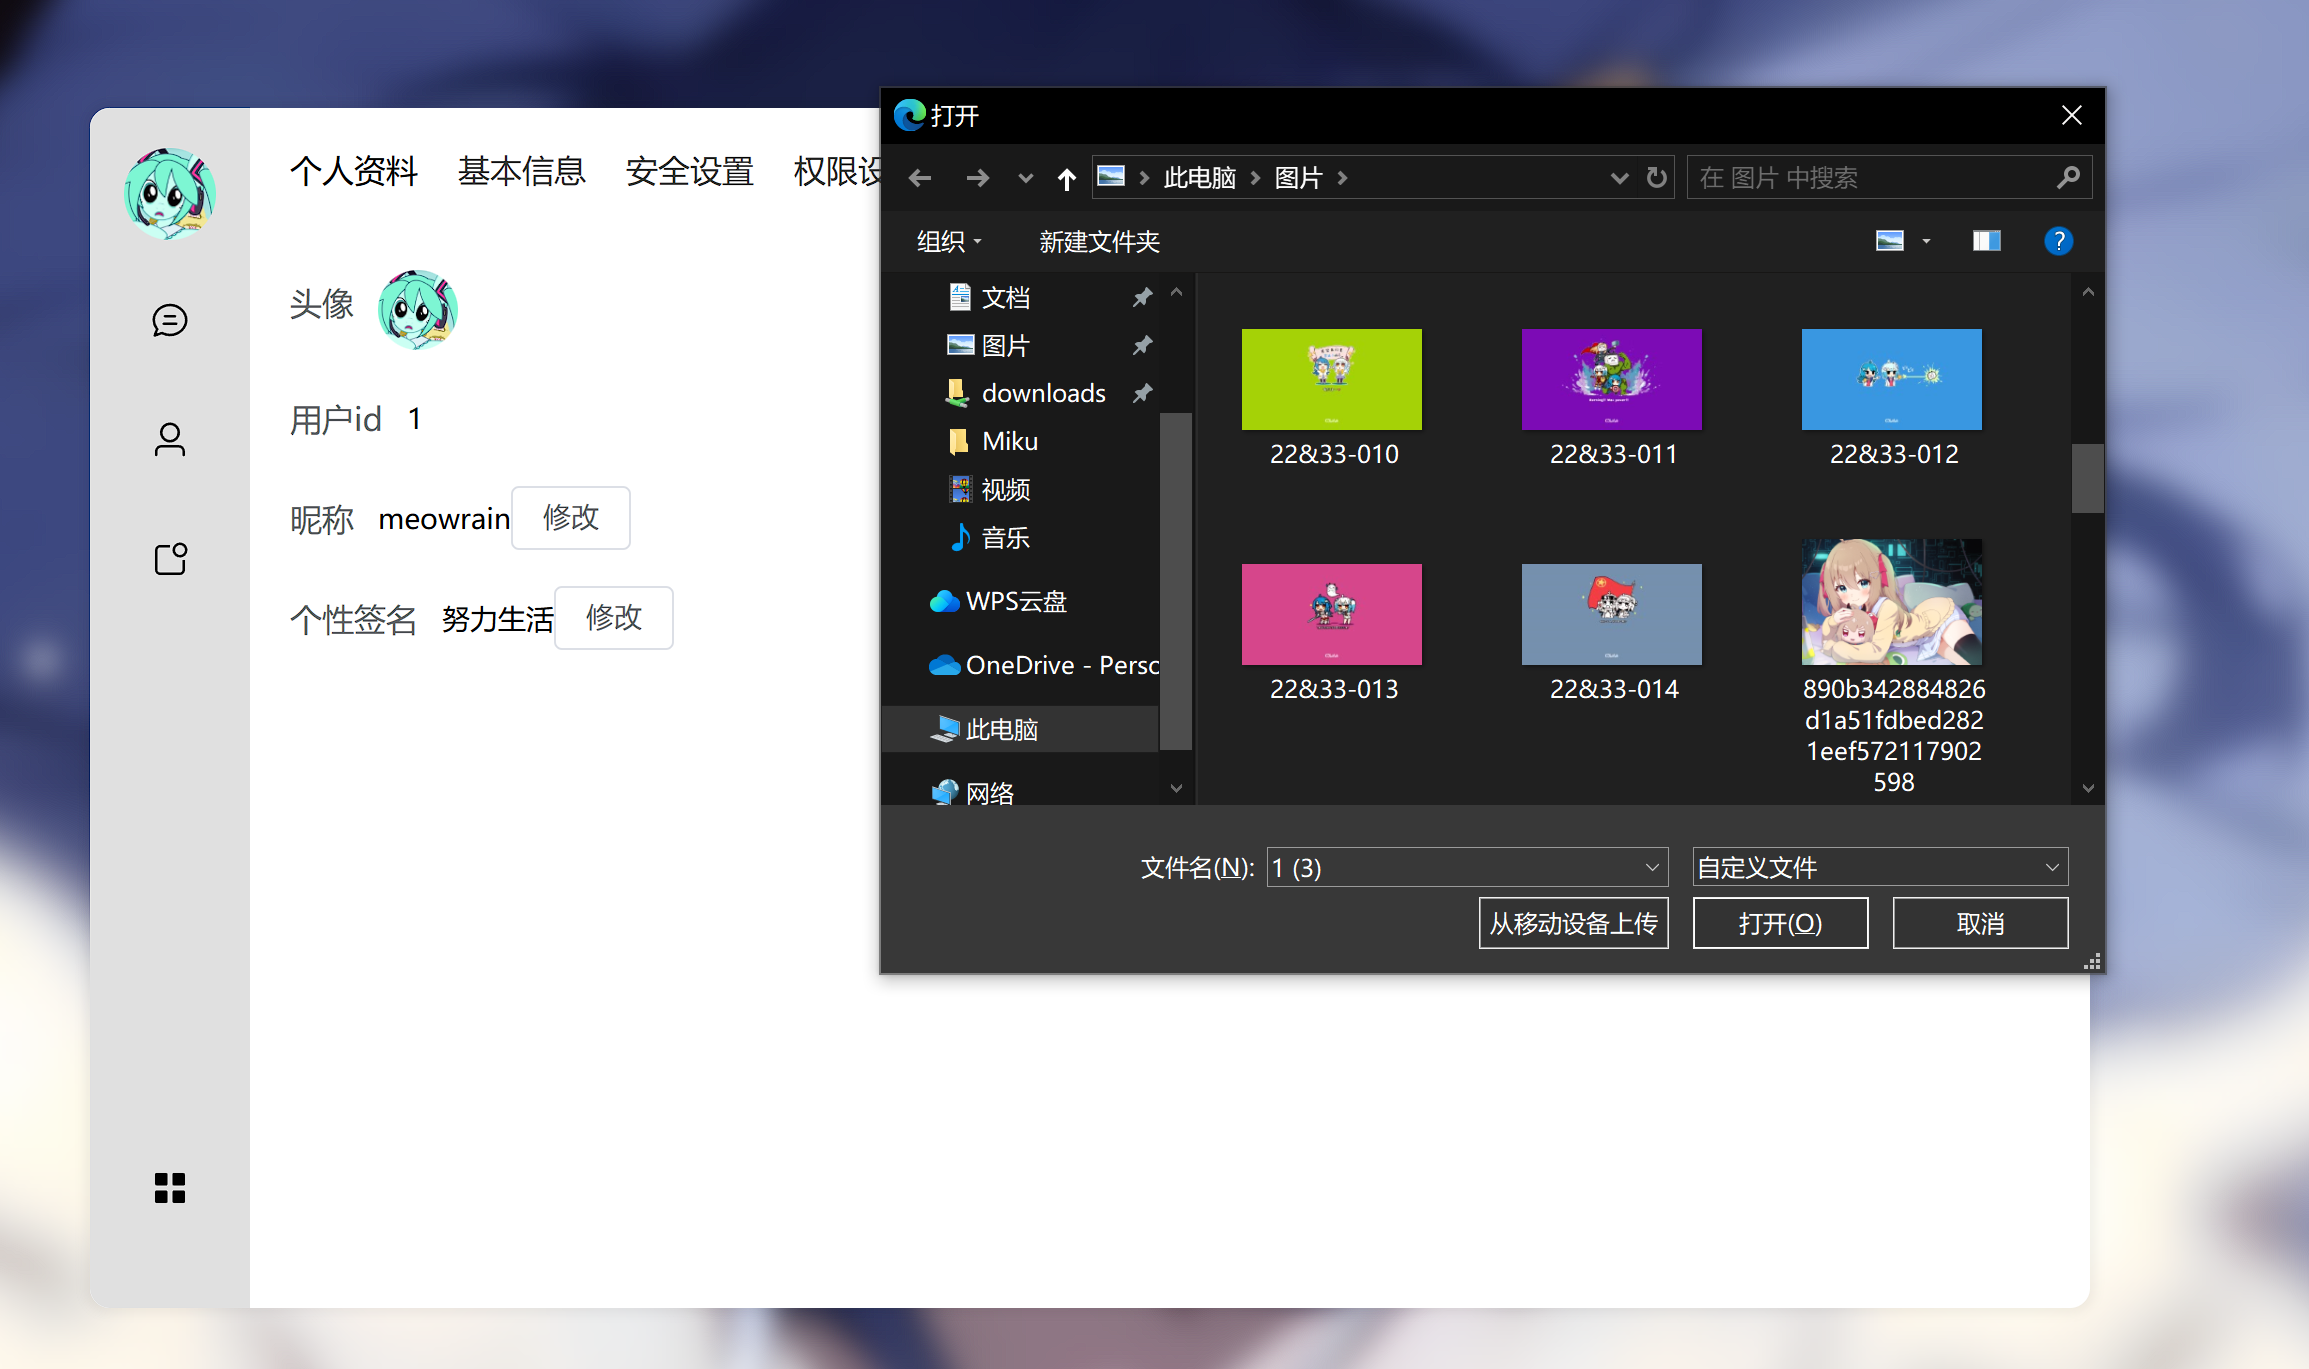 个人资料 基本信息 安全设置 权限设
头像
用户id 1
昵称 meowrain 修改
个性签名 努力生活 修改
打开
此电脑 图片
在 图片 中搜索
组织 新建文件夹
文档
图片
downloads
Miku
视频
音乐
WPS云盘
OneDrive - Perso
此电脑
网络
22&33-010
22&33-011
22&33-012
22&33-013
22&33-014
890b342884826
d1a51fdbed282
1eef572117902
598
文件名(N): 1 (3) 自定义文件
从移动设备上传 打开(O) 取消